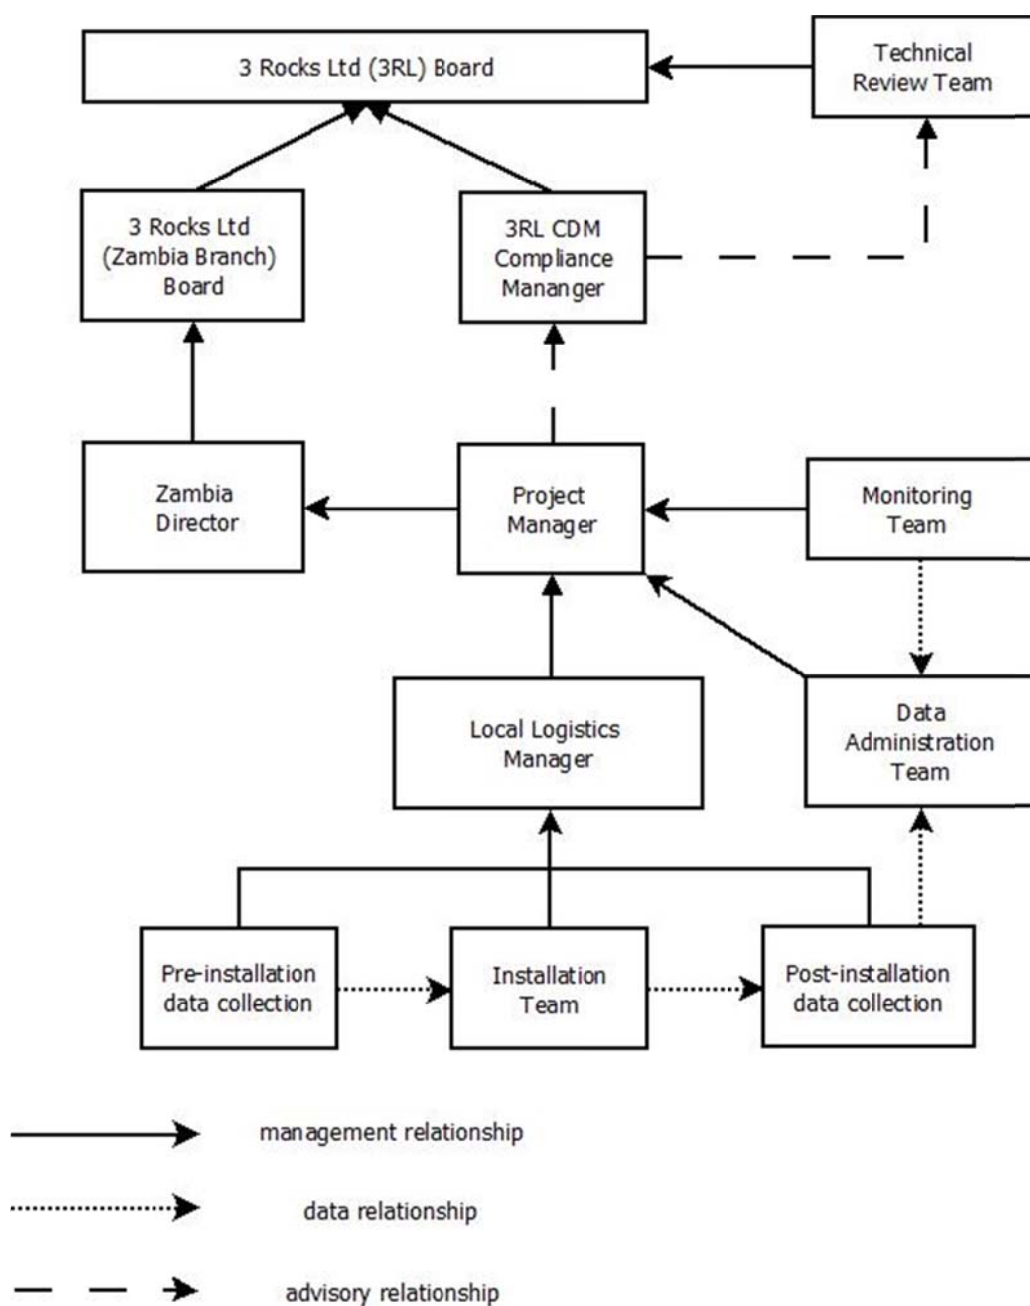 3 Rocks Ltd (3RL) Board
Technical
Review Team
3 Rocks Ltd
(Zambia Branch)
Board
3RL CDM
Compliance
Mananger
Zambia
Director
Project
Manager
Monitoring
Team
Local Logistics
Manager
Data
Administration
Team
Pre-installation
data collection
Installation
Team
Post-installation
data collection
management relationship
data relationship
advisory relationship